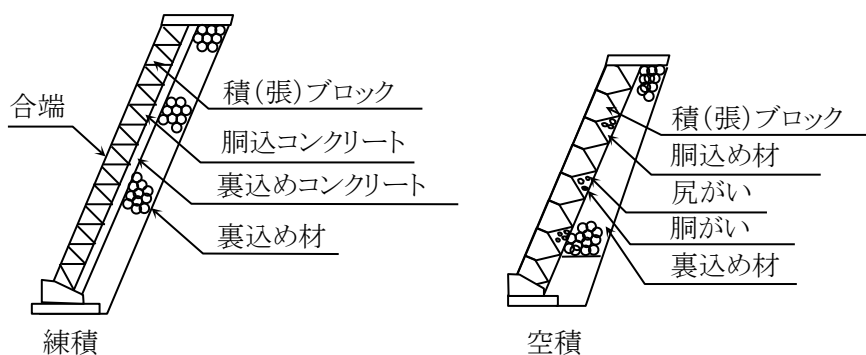 合端
積(張)ブロック
胴込コンクリート
裏込めコンクリート
裏込め材
練積
積(張)ブロック
胴込め材
尻がい
胴がい
裏込め材
空積